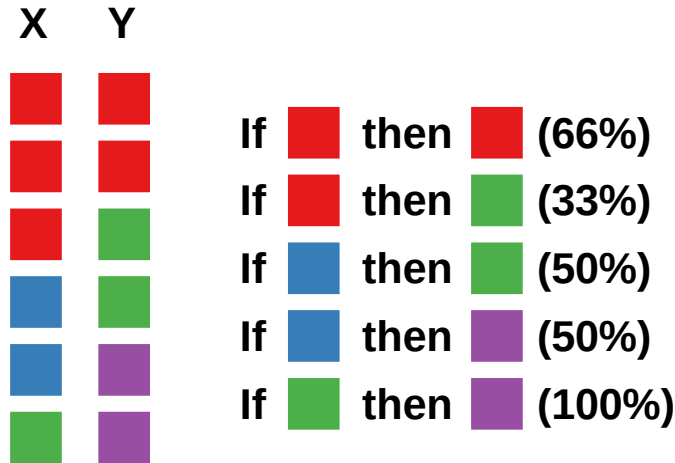 X Y
If then (66%)
If then (33%)
If then (50%)
If then (50%)
If then (100%)